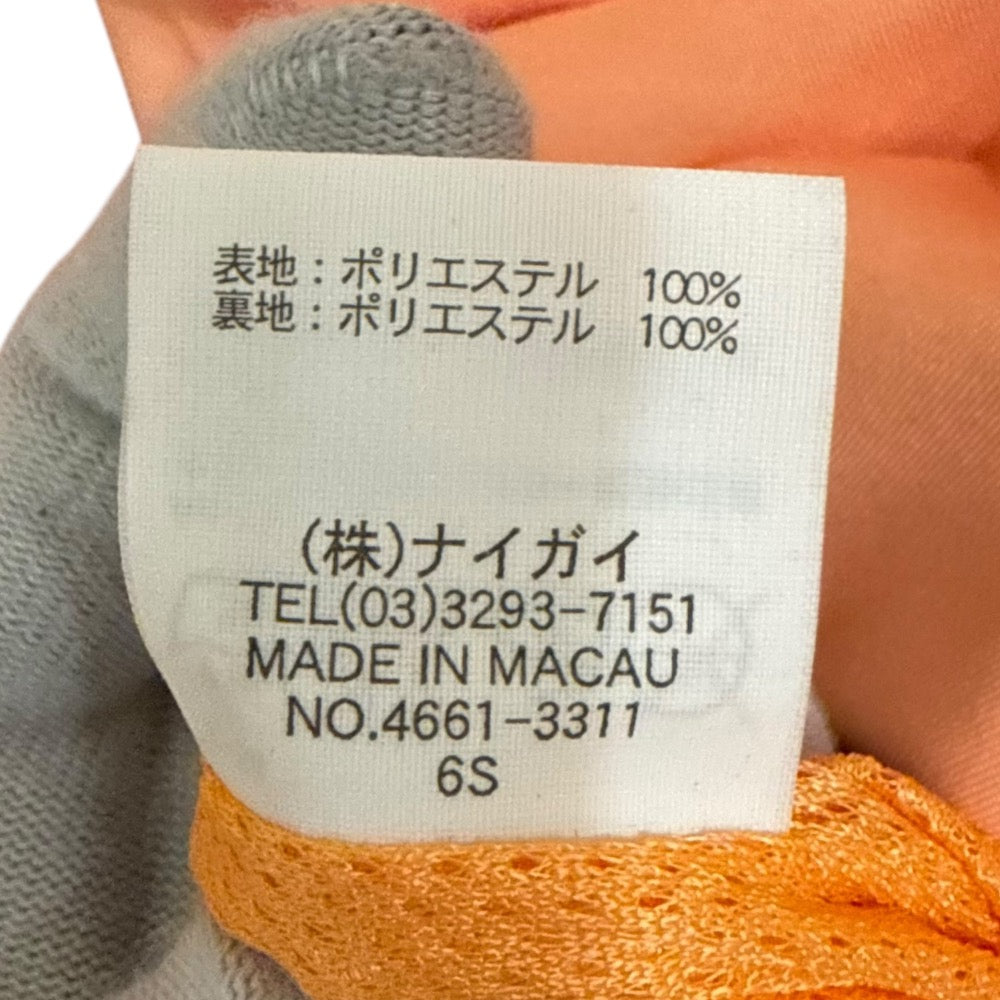 表地：ポリエステル 100%
裏地：ポリエステル 100%
(株)ナイガイ
TEL(03)3293-7151
MADE IN MACAU
NO.4661-3311
6S